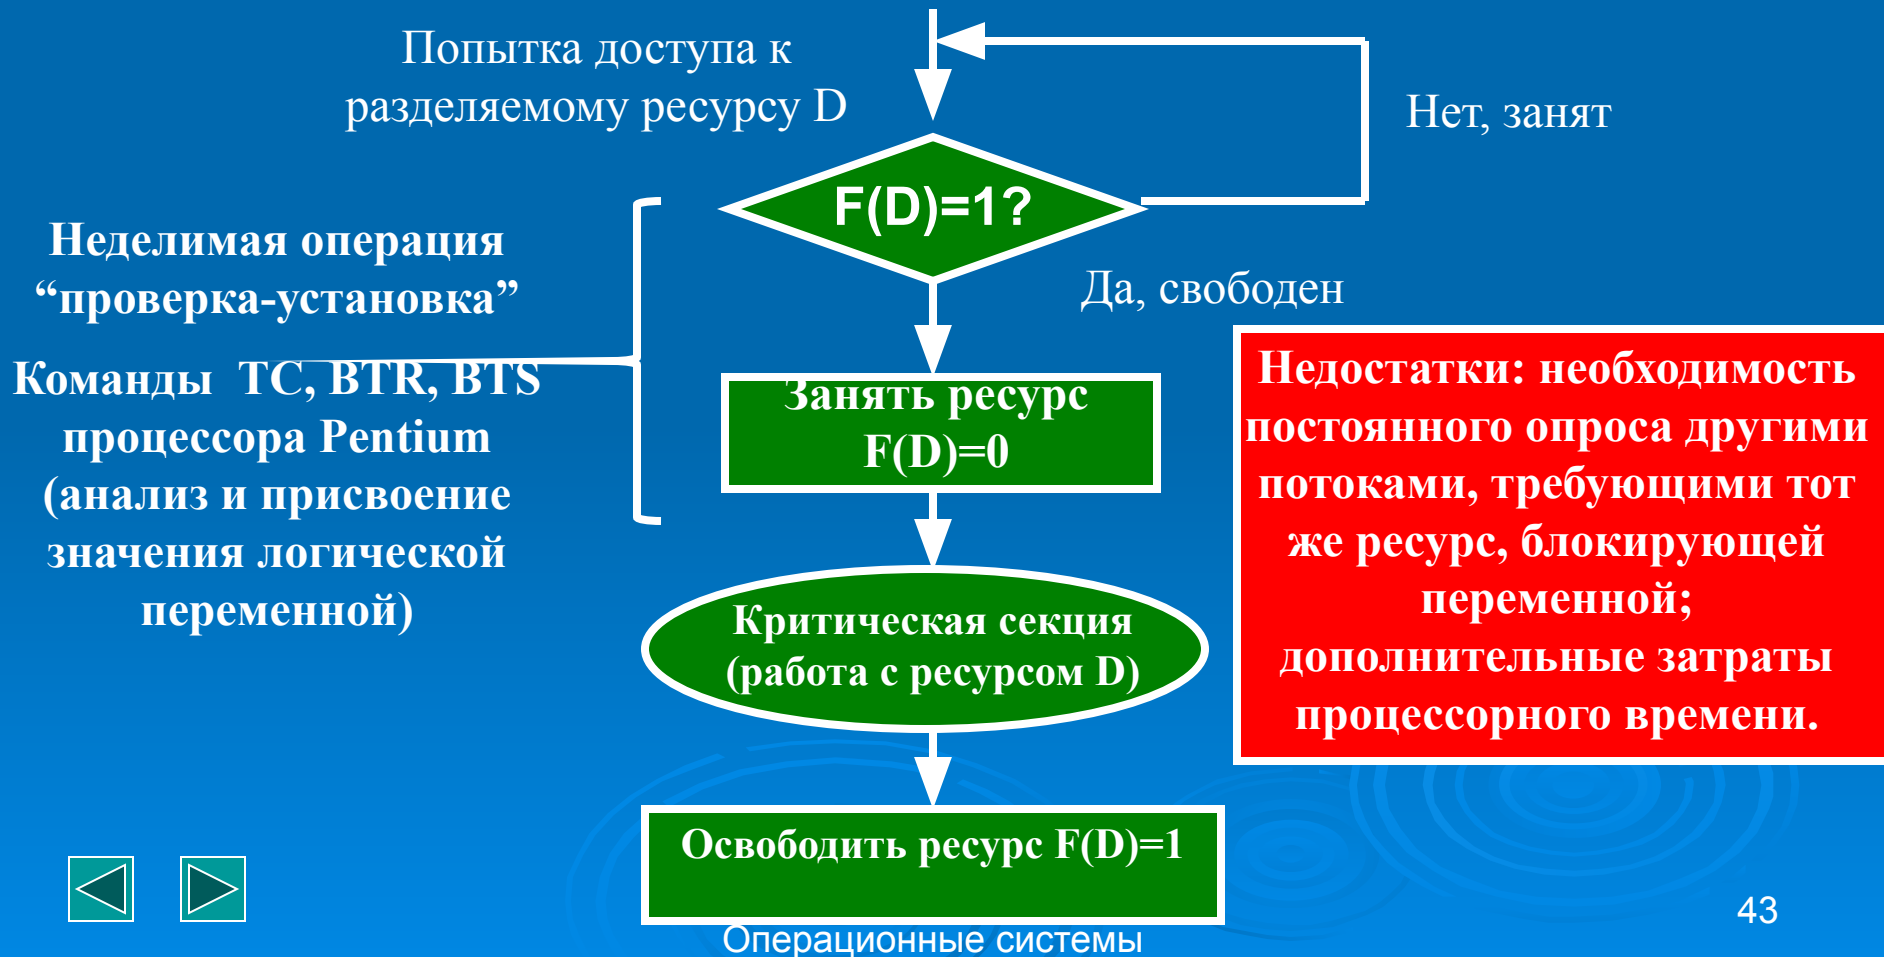 Попытка доступа к
разделяемому ресурсу D
Нет, занят
F(D)=1?
Неделимая операция
“проверка-установка”
Да, свободен
Команды ТС, BTR, BTS
процессора Pentium
(анализ и присвоение
значения логической
переменной)
Занять ресурс
F(D)=0
Недостатки: необходимость
постоянного опроса другими
потоками, требующими тот
же ресурс, блокирующей
переменной;
дополнительные затраты
процессорного времени.
Критическая секция
(работа с ресурсом D)
Освободить ресурс F(D)=1
Операционные системы
43